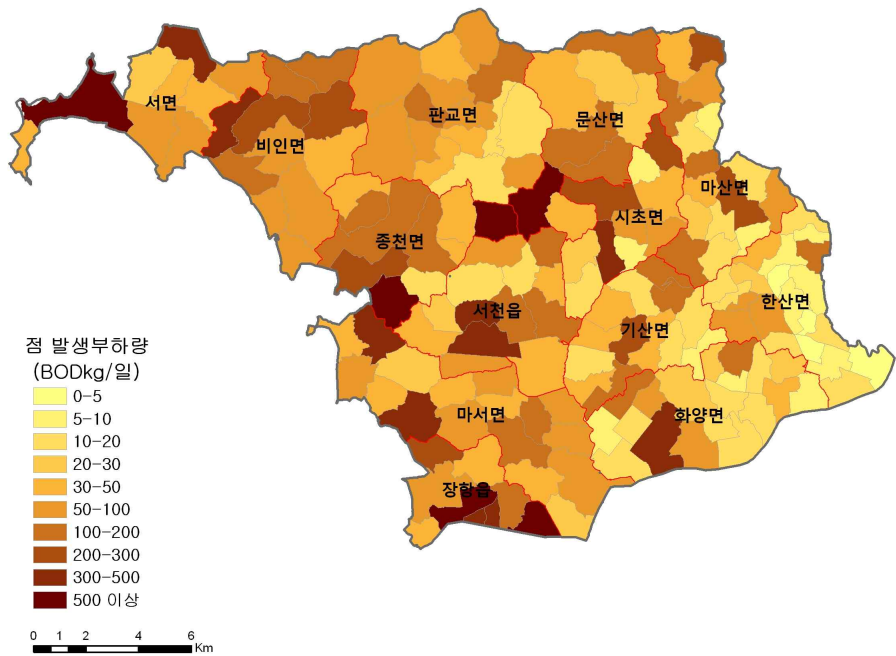 서면
비인면
판교면
문산면
마산면
시초면
종천면
한산면
서천읍
기산면
마서면
화양면
장항읍
점 발생부하량
(BODkg/일)
0-5
5-10
10-20
20-30
30-50
50-100
100-200
200-300
300-500
500 이상
0 1 2 4 6
Km